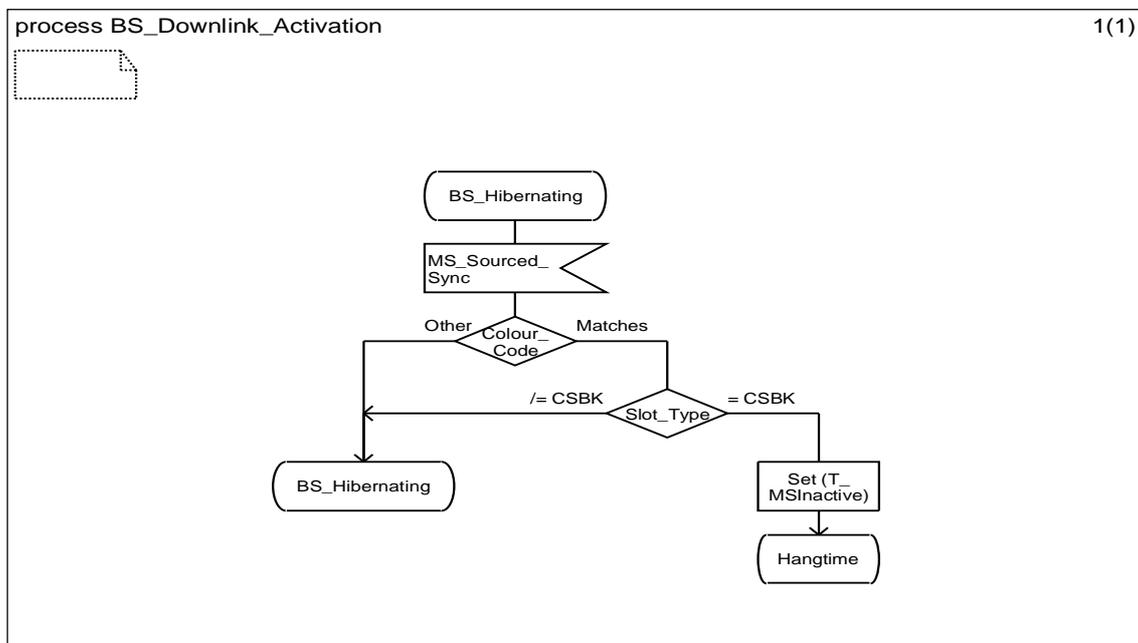 process BS_Downlink_Activation
1(1)
BS_Hibernating
MS_Sourced_
Sync
Other
Colour_
Code
Matches
/= CSBK
Slot_Type
= CSBK
BS_Hibernating
Set (T_
MSInactive)
Hangtime